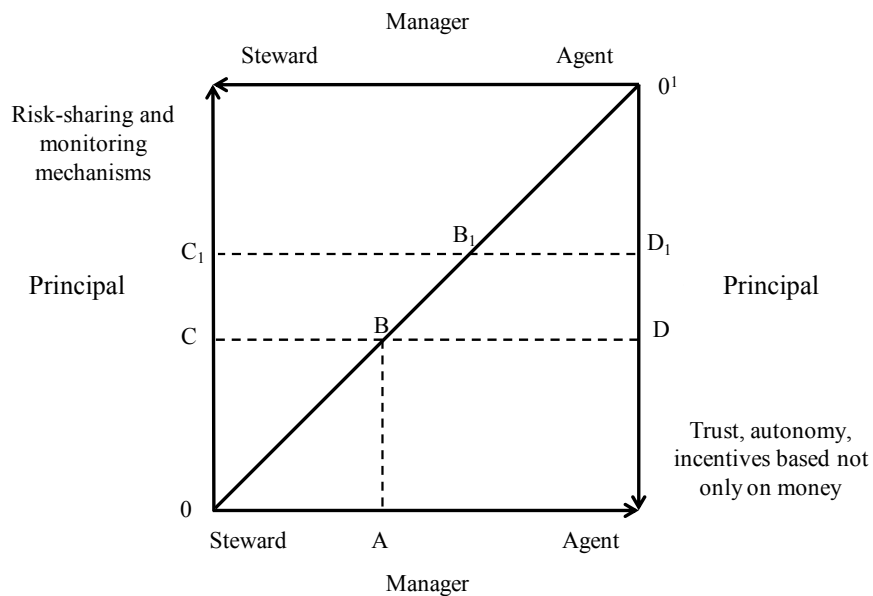 Manager
Steward Agent
0¹
Risk-sharing and
monitoring
mechanisms
B₁
C₁ D₁
Principal Principal
B
C D
Trust, autonomy,
incentives based not
only on money
0
Steward A Agent
Manager